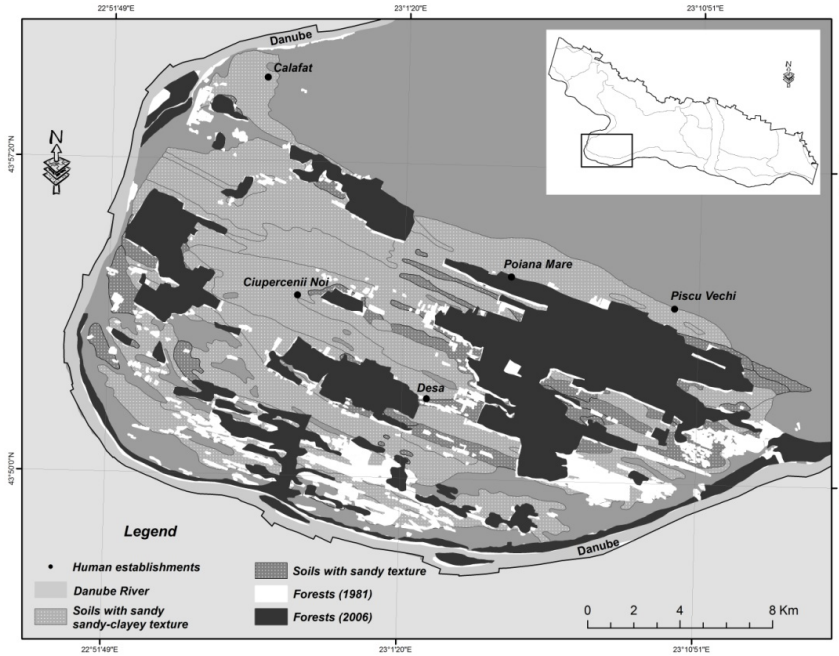 22°51'49"E 23°1'20"E 23°10'51"E
Danube
Calafat
N
N
43°57'20"N
Poiana Mare
Ciupercenii Noi
Piscu Vechi
Desa
43°50'0"N
Danube
Legend
Human establishments
Danube River
Soils with sandy
sandy-clayey texture
Soils with sandy texture
Forests (1981)
Forests (2006)
0 2 4 8 Km
22°51'49"E 23°1'20"E 23°10'51"E